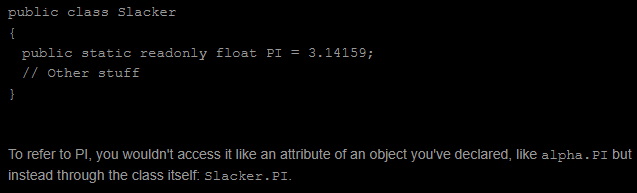 public class Slacker
{
  public static readonly float PI = 3.14159;
  // Other stuff
}
To refer to PI, you wouldn't access it like an attribute of an object you've declared, like alpha.PI but
instead through the class itself: Slacker.PI.